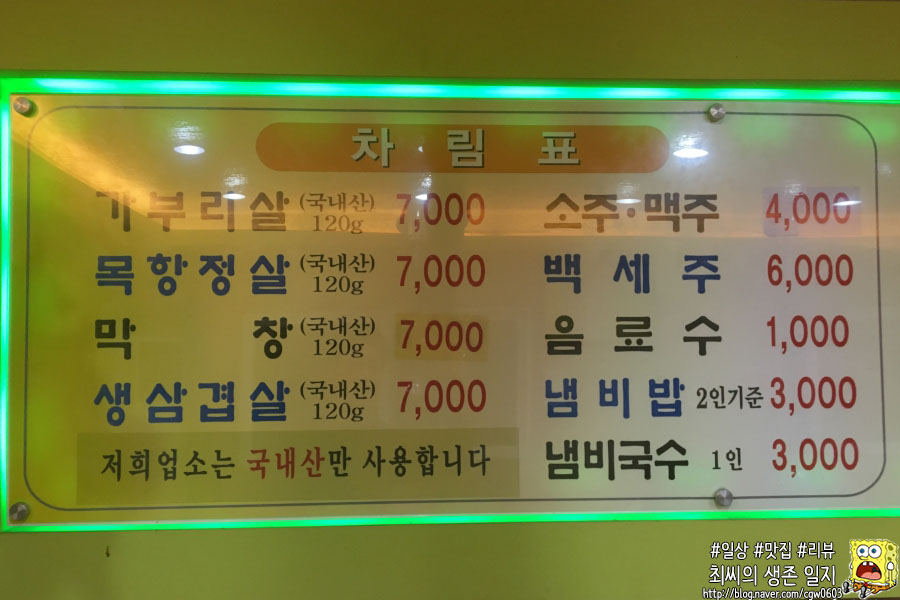 차림표
가부리살 (국내산) 120g 7,000
목항정살 (국내산) 120g 7,000
막창 (국내산) 120g 7,000
생삼겹살 (국내산) 120g 7,000
저희업소는 국내산만 사용합니다
소주·맥주 4,000
백세주 6,000
음료수 1,000
냄비밥 2인기준 3,000
냄비국수 1인 3,000
#일상 #맛집 #리뷰
최씨의 생존 일지
http://blog.naver.com/cgw0603